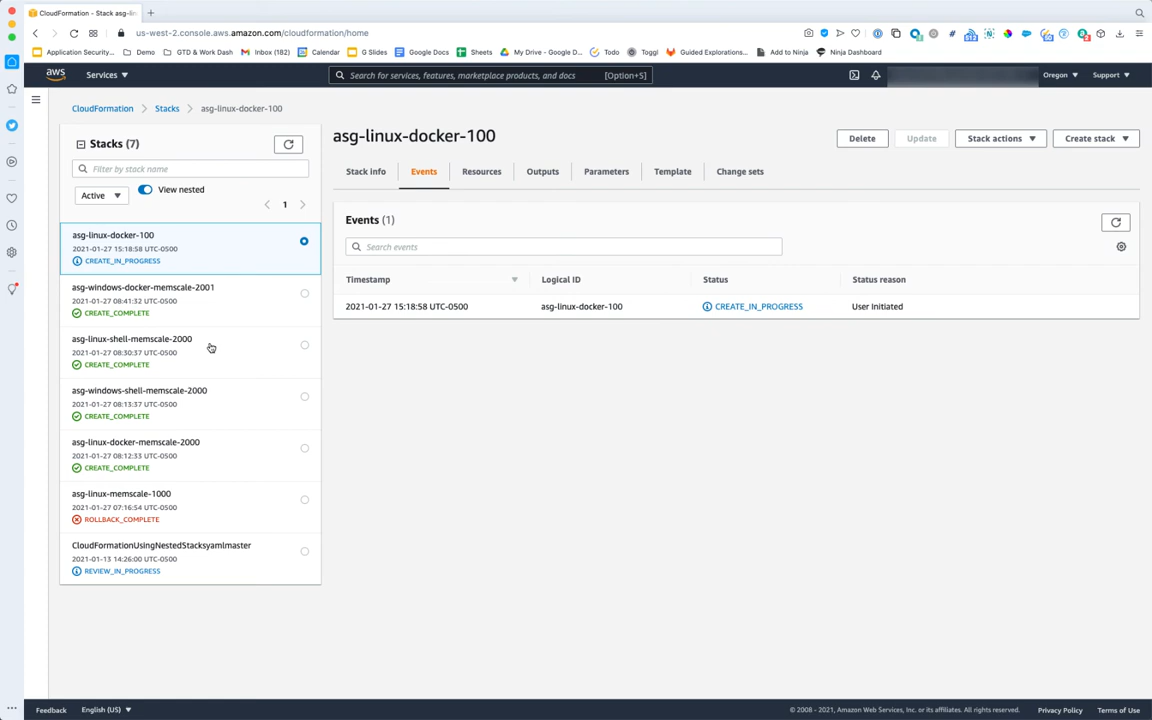 CloudFormation - Stack asg-lin
us-west-2.console.aws.amazon.com/cloudformation/home
Application Security...
Demo
GTD & Work Dash
Inbox (182)
Calendar
G Slides
Google Docs
Sheets
My Drive - Google D...
Todo
Toggl
Guided Explorations...
Add to Ninja
Ninja Dashboard
aws
Services
Search for services, features, marketplace products, and docs
[Option+S]
Oregon
Support
CloudFormation
Stacks
asg-linux-docker-100
Stacks (7)
Filter by stack name
Active
View nested
1
asg-linux-docker-100
2021-01-27 15:18:58 UTC-0500
CREATE_IN_PROGRESS
asg-windows-docker-memscale-2001
2021-01-27 08:41:32 UTC-0500
CREATE_COMPLETE
asg-linux-shell-memscale-2000
2021-01-27 08:30:37 UTC-0500
CREATE_COMPLETE
asg-windows-shell-memscale-2000
2021-01-27 08:13:37 UTC-0500
CREATE_COMPLETE
asg-linux-docker-memscale-2000
2021-01-27 08:12:33 UTC-0500
CREATE_COMPLETE
asg-linux-memscale-1000
2021-01-27 07:16:54 UTC-0500
ROLLBACK_COMPLETE
CloudFormationUsingNestedStacksyamlmaster
2021-01-13 14:26:00 UTC-0500
REVIEW_IN_PROGRESS
asg-linux-docker-100
Delete
Update
Stack actions
Create stack
Stack info
Events
Resources
Outputs
Parameters
Template
Change sets
Events (1)
Search events
Timestamp
Logical ID
Status
Status reason
2021-01-27 15:18:58 UTC-0500
asg-linux-docker-100
CREATE_IN_PROGRESS
User Initiated
Feedback
English (US)
© 2008 - 2021, Amazon Web Services, Inc. or its affiliates. All rights reserved.
Privacy Policy
Terms of Use